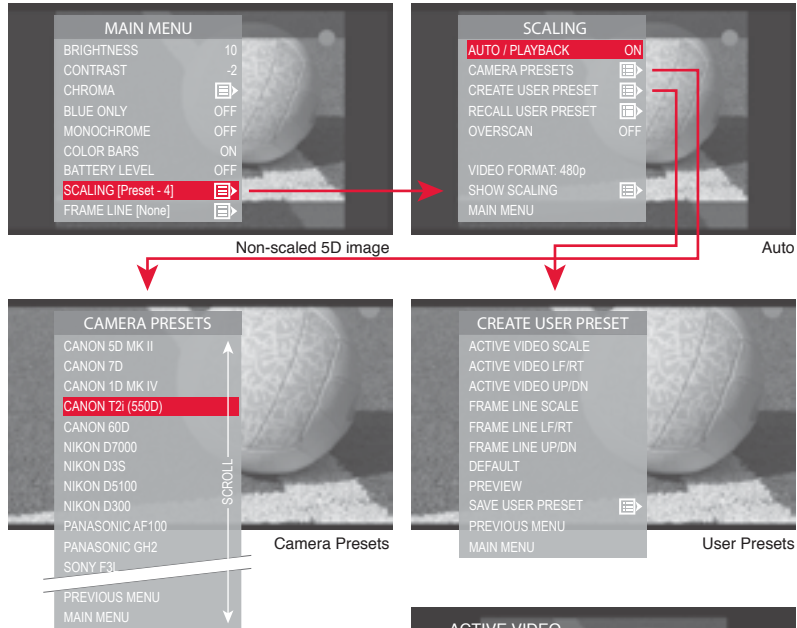 MAIN MENU
BRIGHTNESS 10
CONTRAST -2
CHROMA
BLUE ONLY OFF
MONOCHROME OFF
COLOR BARS ON
BATTERY LEVEL OFF
SCALING [Preset - 4]
FRAME LINE [None]
Non-scaled 5D image
SCALING
AUTO / PLAYBACK ON
CAMERA PRESETS
CREATE USER PRESET
RECALL USER PRESET
OVERSCAN OFF
VIDEO FORMAT: 480p
SHOW SCALING
MAIN MENU
Auto
CAMERA PRESETS
CANON 5D MK II
CANON 7D
CANON 1D MK IV
CANON T2i (550D)
CANON 60D
NIKON D7000
NIKON D3S
NIKON D5100
NIKON D300
PANASONIC AF100
PANASONIC GH2
SONY F3L
PREVIOUS MENU
MAIN MENU
SCROLL
Camera Presets
CREATE USER PRESET
ACTIVE VIDEO SCALE
ACTIVE VIDEO LF/RT
ACTIVE VIDEO UP/DN
FRAME LINE SCALE
FRAME LINE LF/RT
FRAME LINE UP/DN
DEFAULT
PREVIEW
SAVE USER PRESET
PREVIOUS MENU
MAIN MENU
User Presets
ACTIVE VIDEO